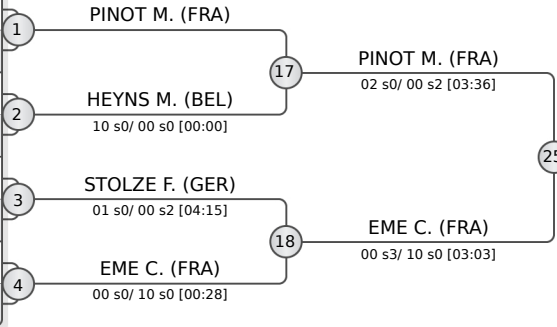 1
PINOT M. (FRA)
2
HEYNS M. (BEL)
10 s0/ 00 s0 [00:00]
17
PINOT M. (FRA)
02 s0/ 00 s2 [03:36]
3
STOLZE F. (GER)
01 s0/ 00 s2 [04:15]
4
EME C. (FRA)
00 s0/ 10 s0 [00:28]
18
EME C. (FRA)
00 s3/ 10 s0 [03:03]
25